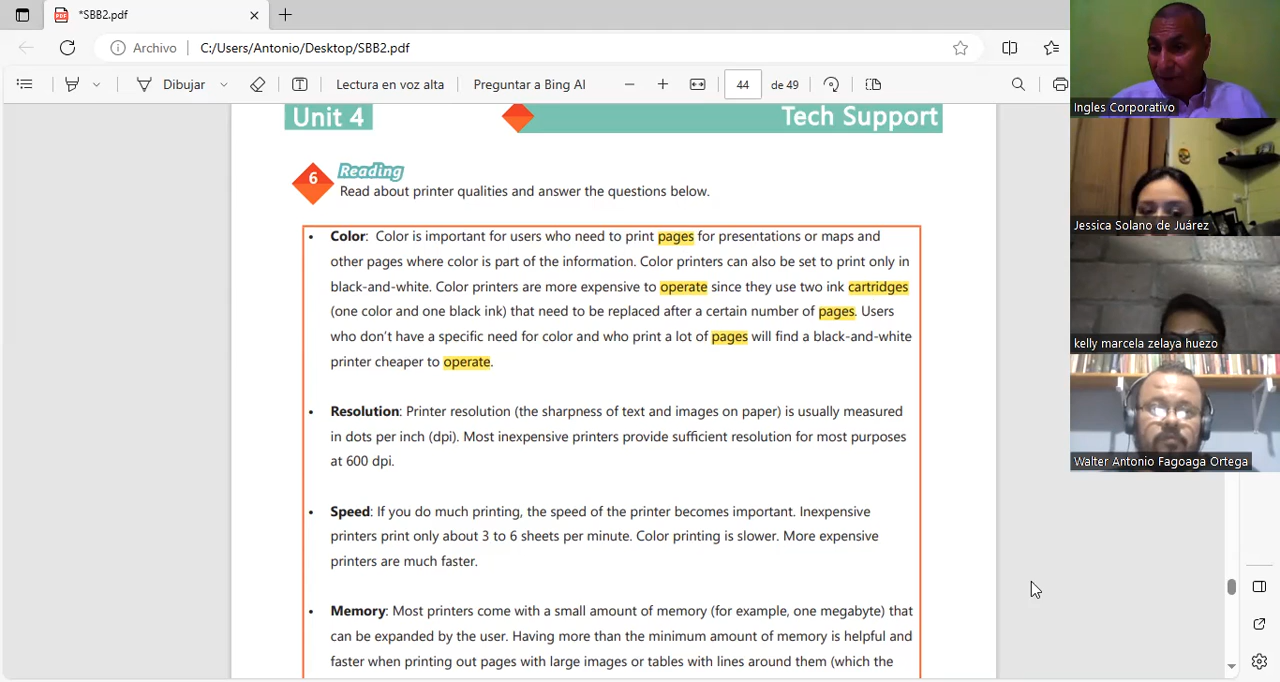 *SBB2.pdf
Archivo
C:/Users/Antonio/Desktop/SBB2.pdf
Dibujar
Lectura en voz alta
Preguntar a Bing AI
44
de 49
Unit 4
Tech Support
6
Reading
Read about printer qualities and answer the questions below.
• Color: Color is important for users who need to print pages for presentations or maps and
other pages where color is part of the information. Color printers can also be set to print only in
black-and-white. Color printers are more expensive to operate since they use two ink cartridges
(one color and one black ink) that need to be replaced after a certain number of pages. Users
who don't have a specific need for color and who print a lot of pages will find a black-and-white
printer cheaper to operate.
• Resolution: Printer resolution (the sharpness of text and images on paper) is usually measured
in dots per inch (dpi). Most inexpensive printers provide sufficient resolution for most purposes
at 600 dpi.
• Speed: If you do much printing, the speed of the printer becomes important. Inexpensive
printers print only about 3 to 6 sheets per minute. Color printing is slower. More expensive
printers are much faster.
• Memory: Most printers come with a small amount of memory (for example, one megabyte) that
can be expanded by the user. Having more than the minimum amount of memory is helpful and
faster when printing out pages with large images or tables with lines around them (which the
Ingles Corporativo
Jessica Solano de Juárez
kelly marcela zelaya huezo
Walter Antonio Fagoaga Ortega